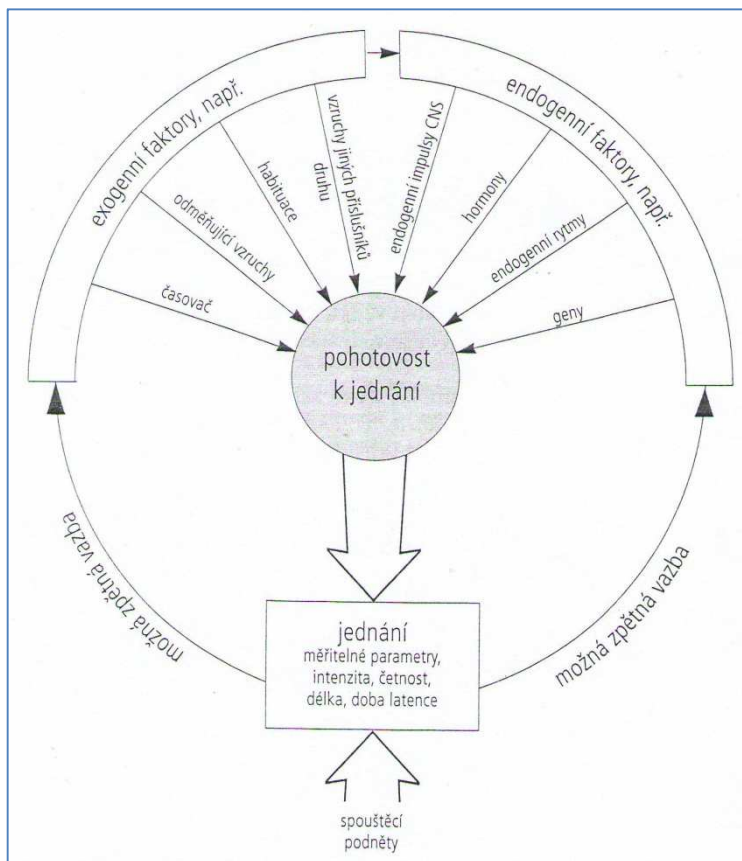 exogenní faktory, např.
endogenní faktory, např.
časovač
odměňující vzruchy
habituace
vzruchy jiných příslušníků
druhu
endogenní impulsy CNS
hormony
endogenní rytmy
geny
pohotovost
k jednání
možná zpětná vazba
možná zpětná vazba
jednání
měřitelné parametry,
intenzita, četnost,
délka, doba latence
spouštěcí
podněty